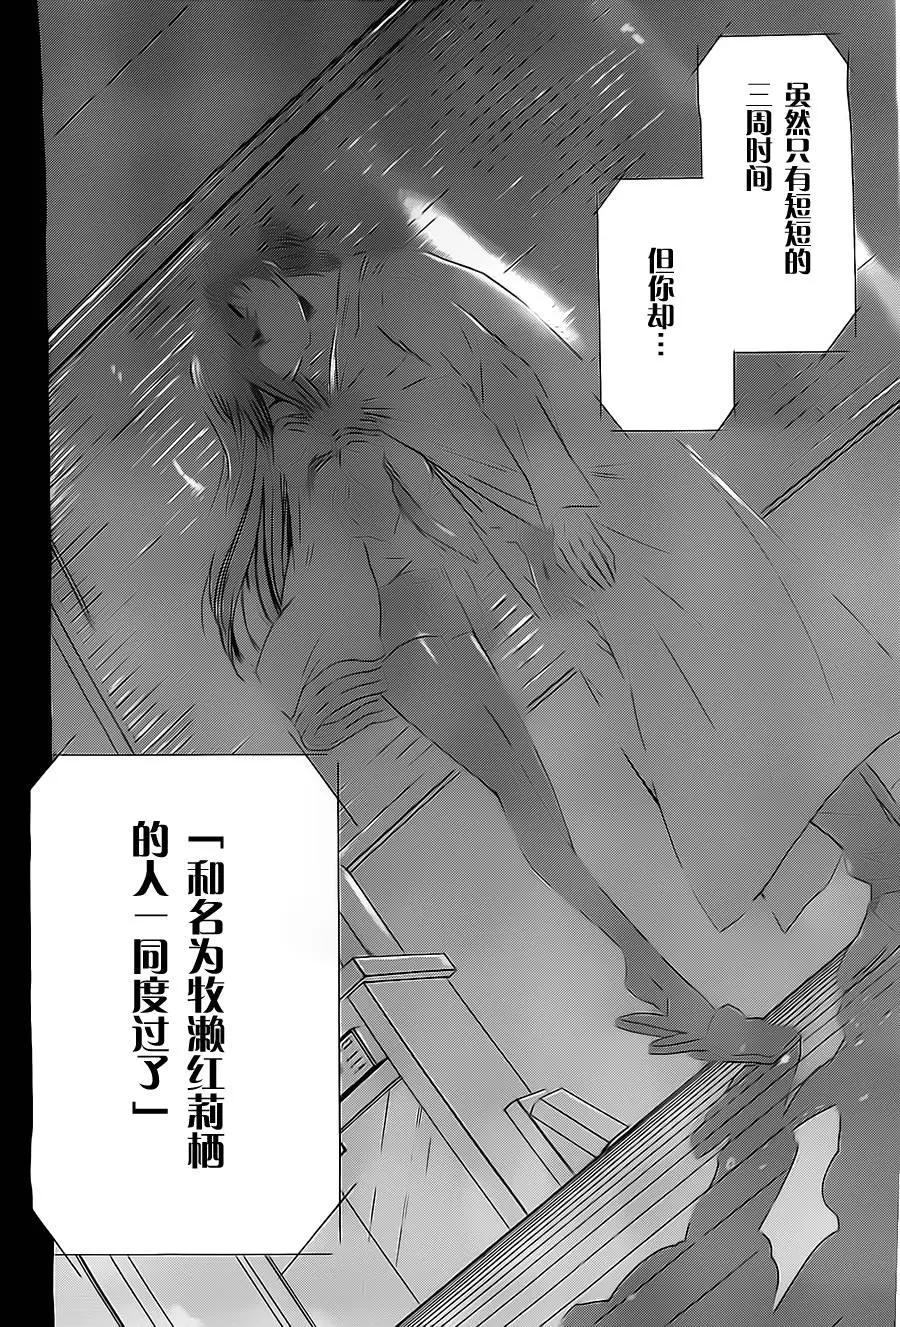 虽然只有短短的
三周时间
但你却…
「和名为牧濑红莉栖
的人一同度过了」